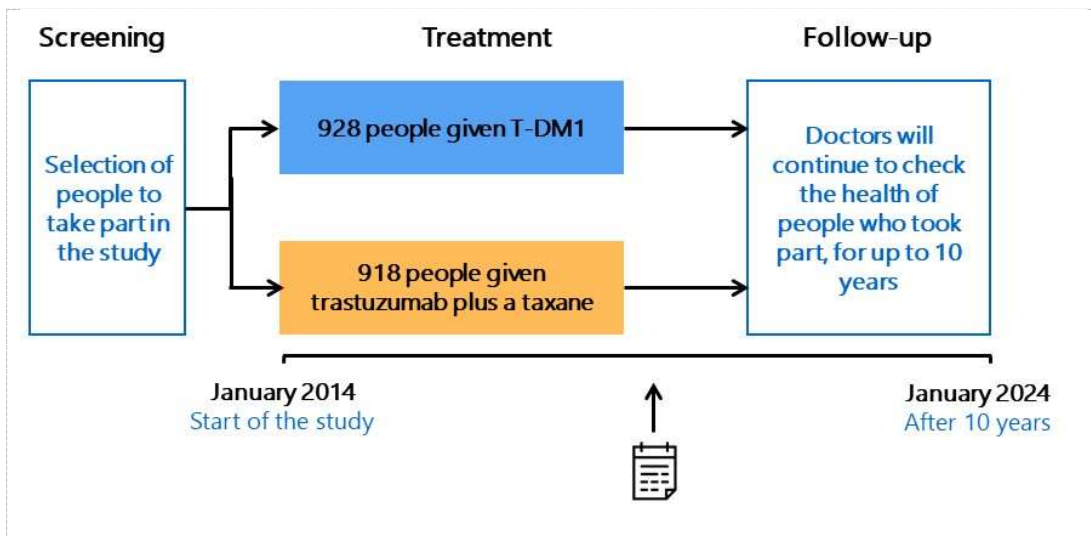 Screening
Treatment
Follow-up
Selection of
people to
take part in
the study
928 people given T-DM1
918 people given
trastuzumab plus a taxane
Doctors will
continue to check
the health of
people who took
part, for up to 10
years
January 2014
Start of the study
January 2024
After 10 years